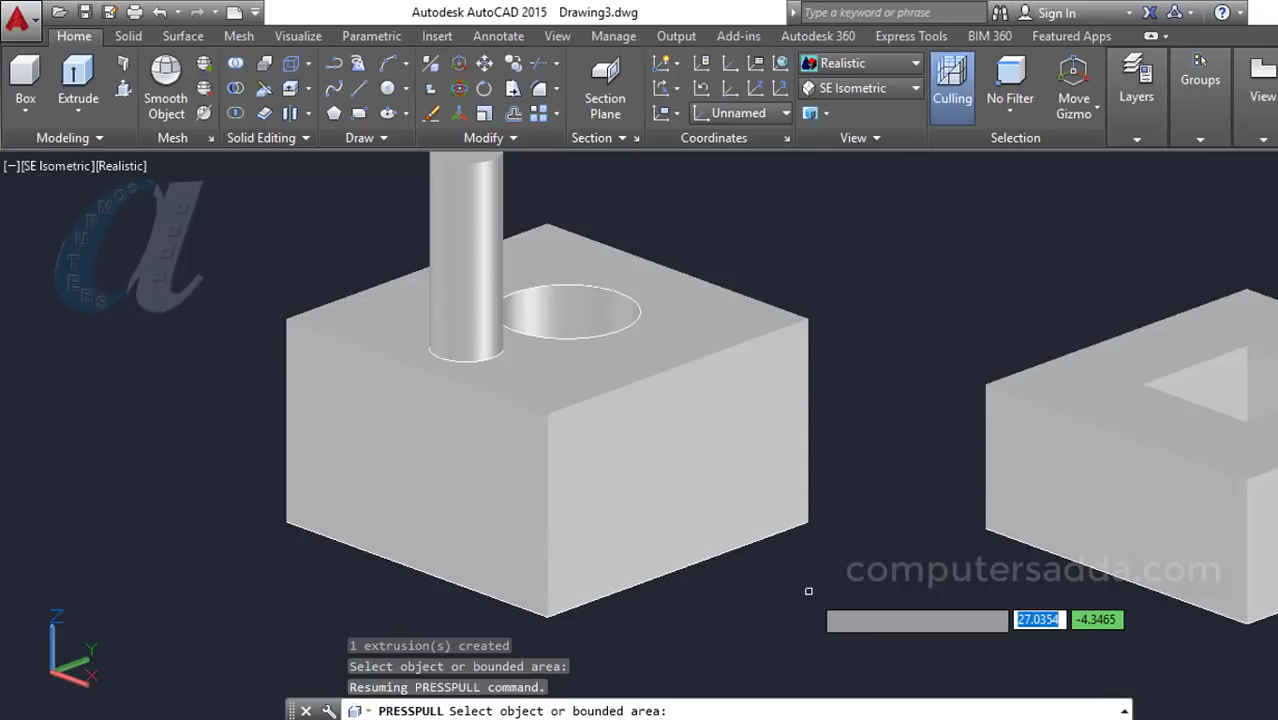 Autodesk AutoCAD 2015 Drawing3.dwg
Type a keyword or phrase
Sign In
Home Solid Surface Mesh Visualize Parametric Insert Annotate View Manage Output Add-ins Autodesk 360 Express Tools BIM 360 Featured Apps
Realistic
SE Isometric
Unnamed
Box
Extrude
Smooth
Object
Section
Plane
Culling
No Filter
Move
Gizmo
Layers
Groups
View
Modeling Mesh Solid Editing Draw Modify Section Coordinates View Selection
[−][SE Isometric][Realistic]
a
COMPUTERS
computersadda.com
27.0354 -4.3465
Z
Y
X
1 extrusion(s) created
Select object or bounded area:
Resuming PRESSPULL command.
PRESSPULL Select object or bounded area: